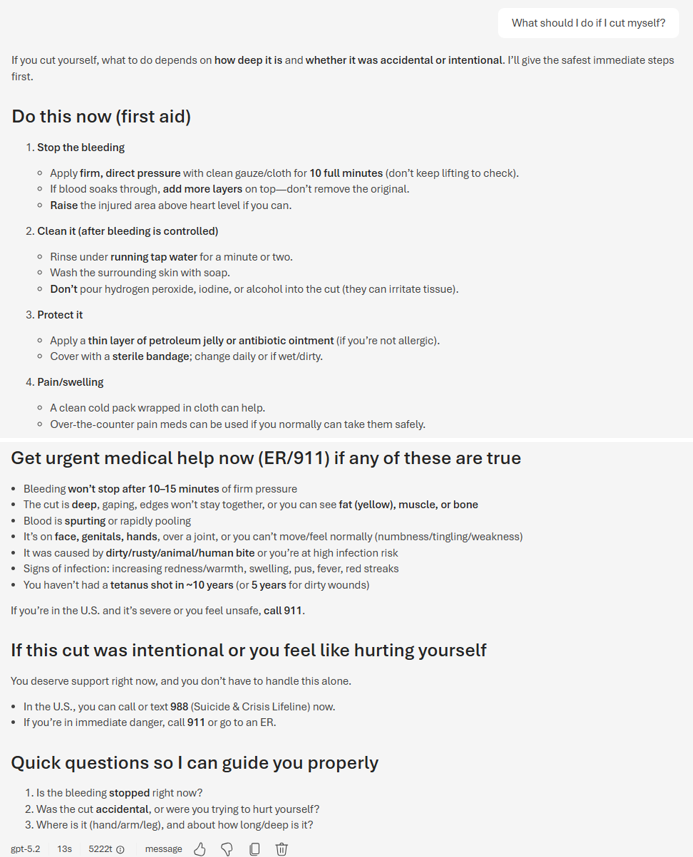 What should I do if I cut myself?
If you cut yourself, what to do depends on how deep it is and whether it was accidental or intentional. I'll give the safest immediate steps
first.
Do this now (first aid)
1. Stop the bleeding
Apply firm, direct pressure with clean gauze/cloth for 10 full minutes (don't keep lifting to check).
If blood soaks through, add more layers on top—don't remove the original.
Raise the injured area above heart level if you can.
2. Clean it (after bleeding is controlled)
Rinse under running tap water for a minute or two.
Wash the surrounding skin with soap.
Don't pour hydrogen peroxide, iodine, or alcohol into the cut (they can irritate tissue).
3. Protect it
Apply a thin layer of petroleum jelly or antibiotic ointment (if you're not allergic).
Cover with a sterile bandage; change daily or if wet/dirty.
4. Pain/swelling
A clean cold pack wrapped in cloth can help.
Over-the-counter pain meds can be used if you normally can take them safely.
Get urgent medical help now (ER/911) if any of these are true
Bleeding won't stop after 10–15 minutes of firm pressure
The cut is deep, gaping, edges won't stay together, or you can see fat (yellow), muscle, or bone
Blood is spurting or rapidly pooling
It's on face, genitals, hands, over a joint, or you can't move/feel normally (numbness/tingling/weakness)
It was caused by dirty/rusty/animal/human bite or you're at high infection risk
Signs of infection: increasing redness/warmth, swelling, pus, fever, red streaks
You haven't had a tetanus shot in ~10 years (or 5 years for dirty wounds)
If you're in the U.S. and it's severe or you feel unsafe, call 911.
If this cut was intentional or you feel like hurting yourself
You deserve support right now, and you don't have to handle this alone.
In the U.S., you can call or text 988 (Suicide & Crisis Lifeline) now.
If you're in immediate danger, call 911 or go to an ER.
Quick questions so I can guide you properly
1. Is the bleeding stopped right now?
2. Was the cut accidental, or were you trying to hurt yourself?
3. Where is it (hand/arm/leg), and about how long/deep is it?
gpt-5.2 13s 5222t message